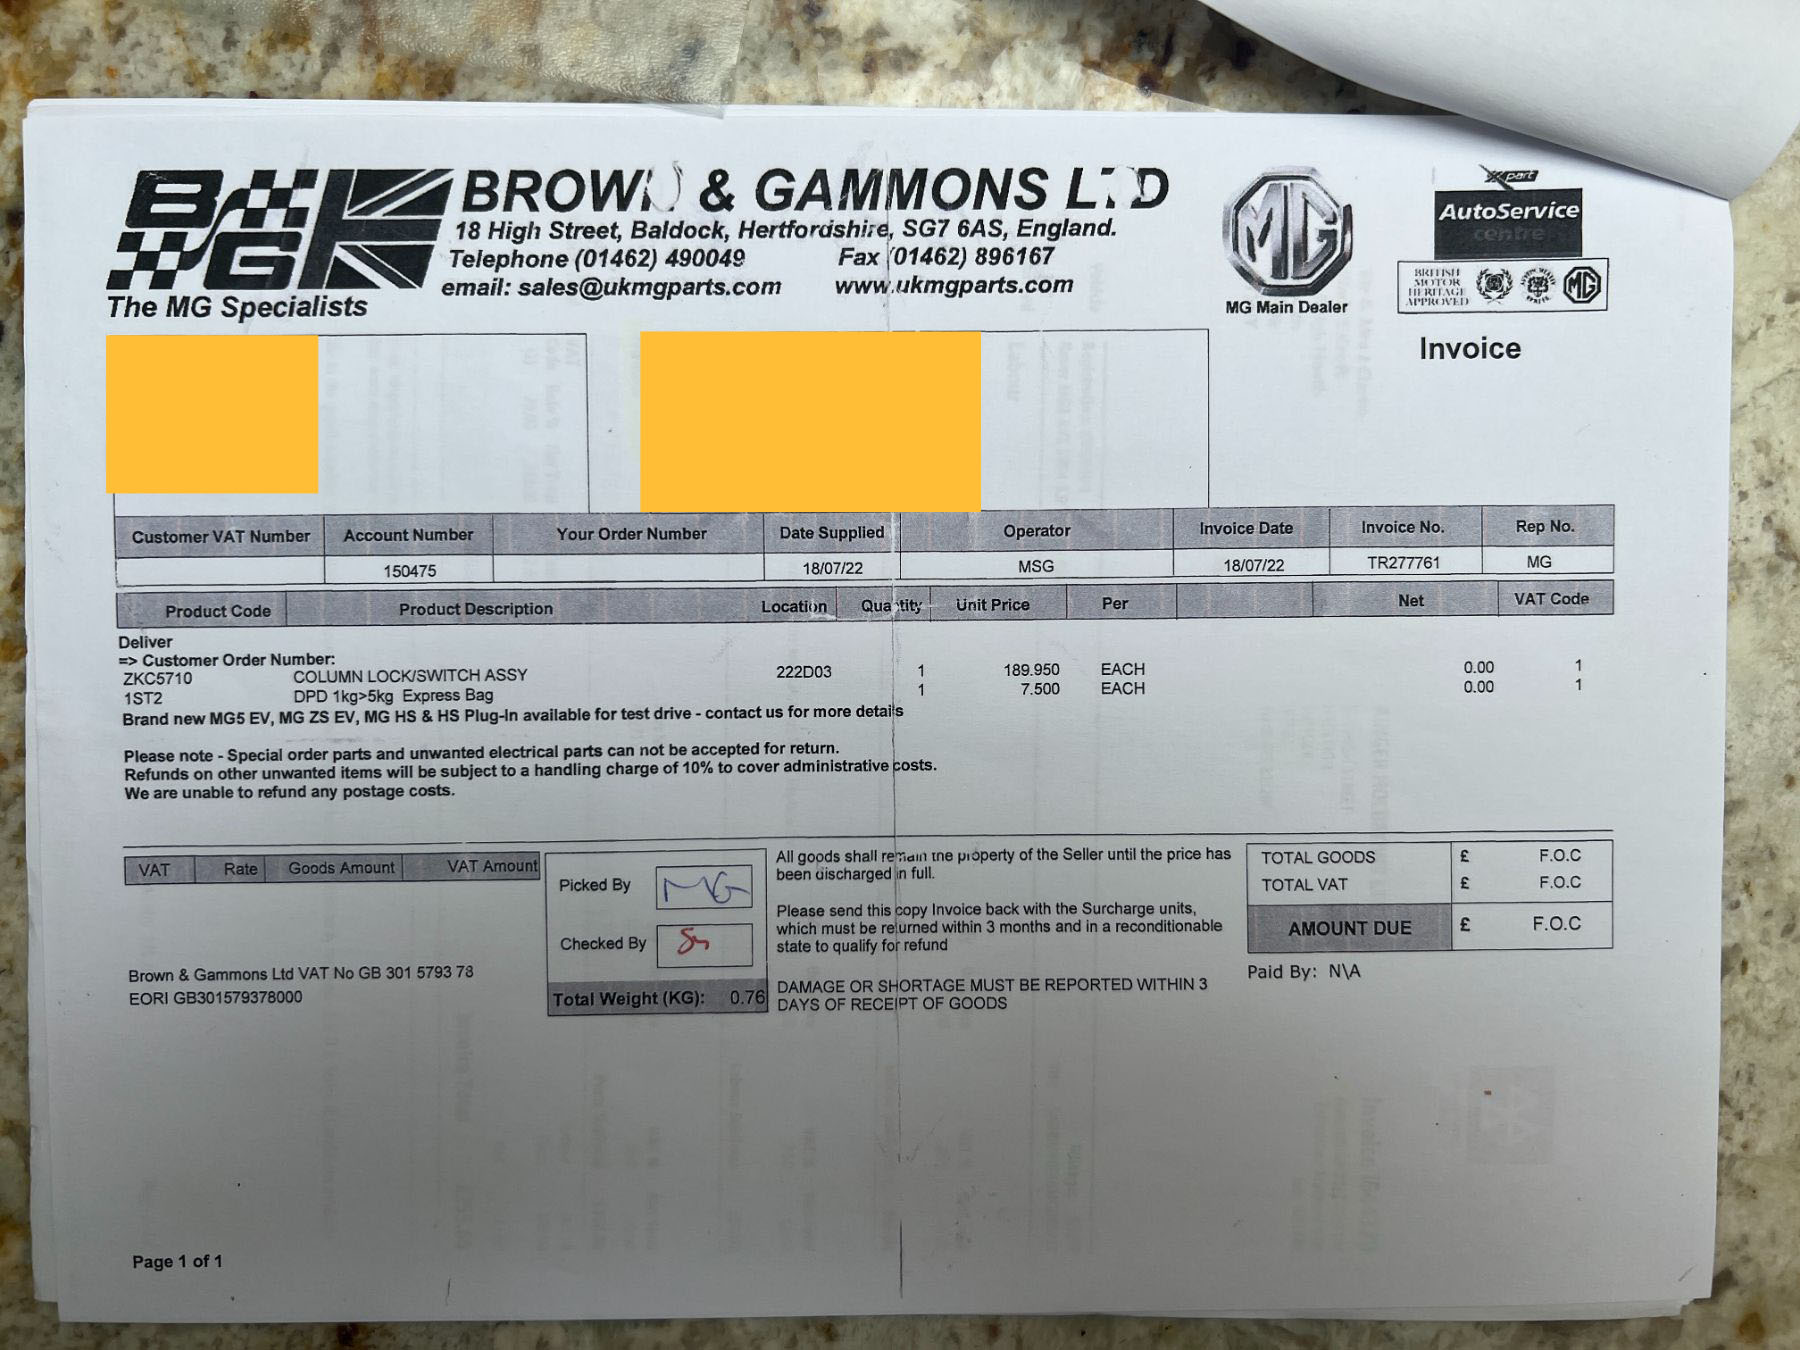 BROWN & GAMMONS LTD
18 High Street, Baldock, Hertfordshire, SG7 6AS, England.
Telephone (01462) 490049 Fax (01462) 896167
email: sales@ukmgparts.com www.ukmgparts.com
The MG Specialists
MG
MG Main Dealer
Xpart
AutoService
centre
BRITISH
MOTOR
HERITAGE
APPROVED
MG
Invoice
Customer VAT Number Account Number Your Order Number Date Supplied Operator Invoice Date Invoice No. Rep No.
150475 18/07/22 MSG 18/07/22 TR277761 MG
Product Code Product Description Location Quantity Unit Price Per Net VAT Code
Deliver
=> Customer Order Number:
ZKC5710 COLUMN LOCK/SWITCH ASSY 222D03 1 189.950 EACH 0.00 1
1ST2 DPD 1kg>5kg Express Bag 1 7.500 EACH 0.00 1
Brand new MG5 EV, MG ZS EV, MG HS & HS Plug-In available for test drive - contact us for more details
Please note - Special order parts and unwanted electrical parts can not be accepted for return.
Refunds on other unwanted items will be subject to a handling charge of 10% to cover administrative costs.
We are unable to refund any postage costs.
VAT Rate Goods Amount VAT Amount
Brown & Gammons Ltd VAT No GB 301 5793 78
EORI GB301579378000
Picked By MG
Checked By
Total Weight (KG): 0.76
All goods shall remain the property of the Seller until the price has
been discharged in full.
Please send this copy Invoice back with the Surcharge units,
which must be returned within 3 months and in a reconditionable
state to qualify for refund
DAMAGE OR SHORTAGE MUST BE REPORTED WITHIN 3
DAYS OF RECEIPT OF GOODS
TOTAL GOODS £ F.O.C
TOTAL VAT £ F.O.C
AMOUNT DUE £ F.O.C
Paid By: N\A
Page 1 of 1